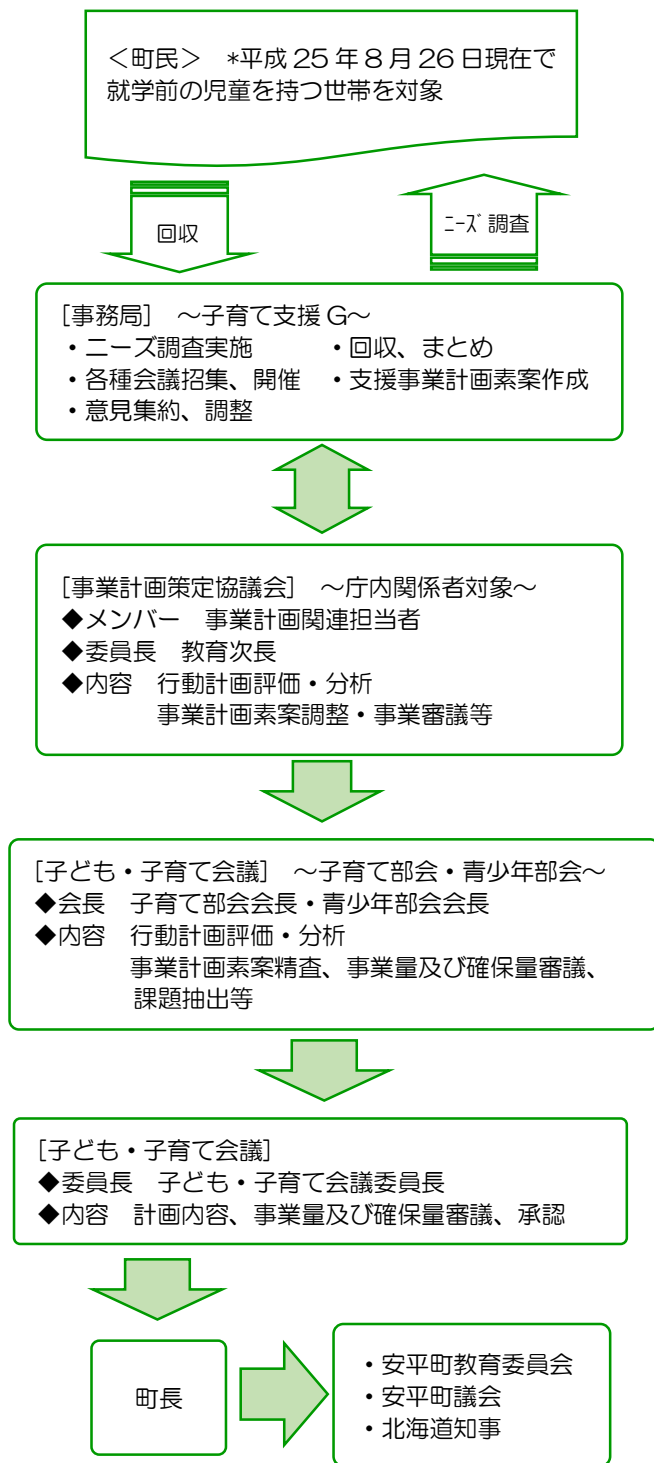 ＜町民＞　*平成25年8月26日現在で
就学前の児童を持つ世帯を対象
回収
ﾆｰｽﾞ調査
[事務局]　～子育て支援G～
・ニーズ調査実施　　　・回収、まとめ
・各種会議招集、開催　・支援事業計画素案作成
・意見集約、調整
[事業計画策定協議会]　～庁内関係者対象～
◆メンバー　事業計画関連担当者
◆委員長　教育次長
◆内容　行動計画評価・分析
事業計画素案調整・事業審議等
[子ども・子育て会議]　～子育て部会・青少年部会～
◆会長　子育て部会会長・青少年部会会長
◆内容　行動計画評価・分析
事業計画素案精査、事業量及び確保量審議、
課題抽出等
[子ども・子育て会議]
◆委員長　子ども・子育て会議委員長
◆内容　計画内容、事業量及び確保量審議、承認
町長
・安平町教育委員会
・安平町議会
・北海道知事